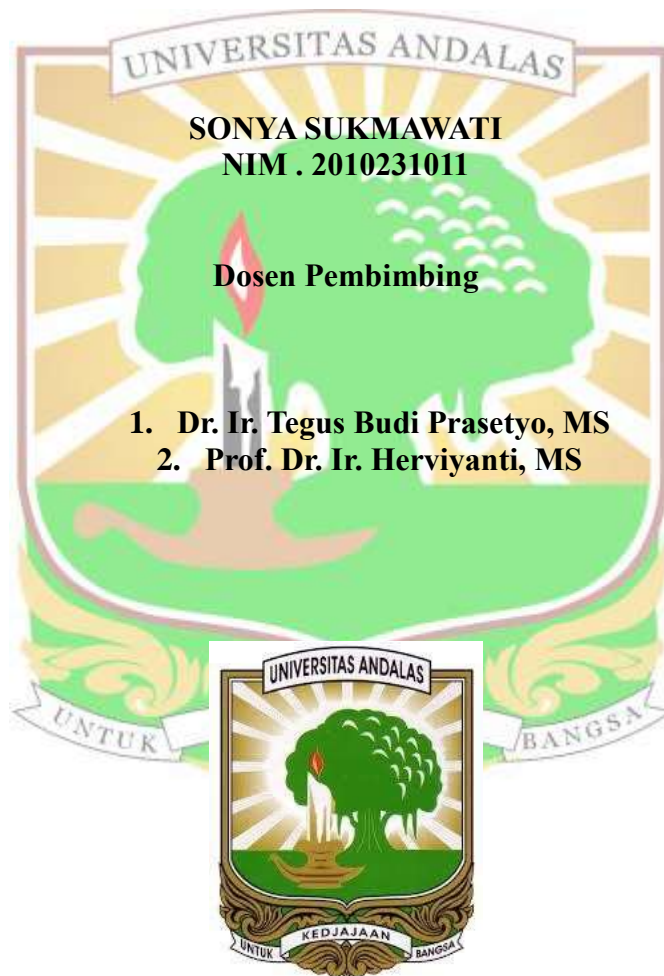 UNIVERSITAS ANDALAS
SONYA SUKMAWATI
NIM . 2010231011
Dosen Pembimbing
1. Dr. Ir. Tegus Budi Prasetyo, MS
2. Prof. Dr. Ir. Herviyanti, MS
UNIVERSITAS ANDALAS
UNTUK BANGSA
KEDJAJAAN
UNTUK BANGSA